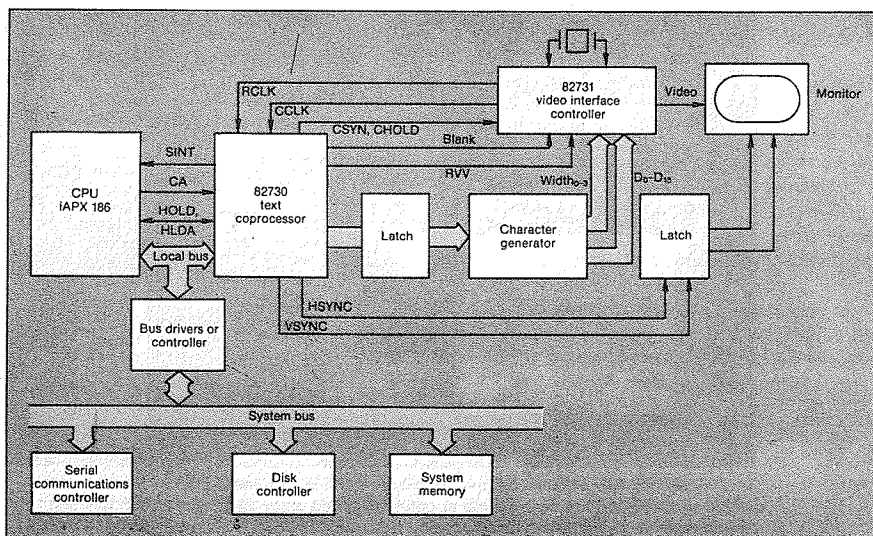 82731
video interface
controller
Video
Monitor
RCLK
CCLK
CSYN, CHOLD
Blank
RVV
Width0-3
D0-D15
CPU
iAPX 186
SINT
CA
HOLD,
HLDA
Local bus
82730
text
coprocessor
Latch
Character
generator
Latch
HSYNC
VSYNC
Bus drivers or
controller
System bus
Serial
communications
controller
Disk
controller
System
memory